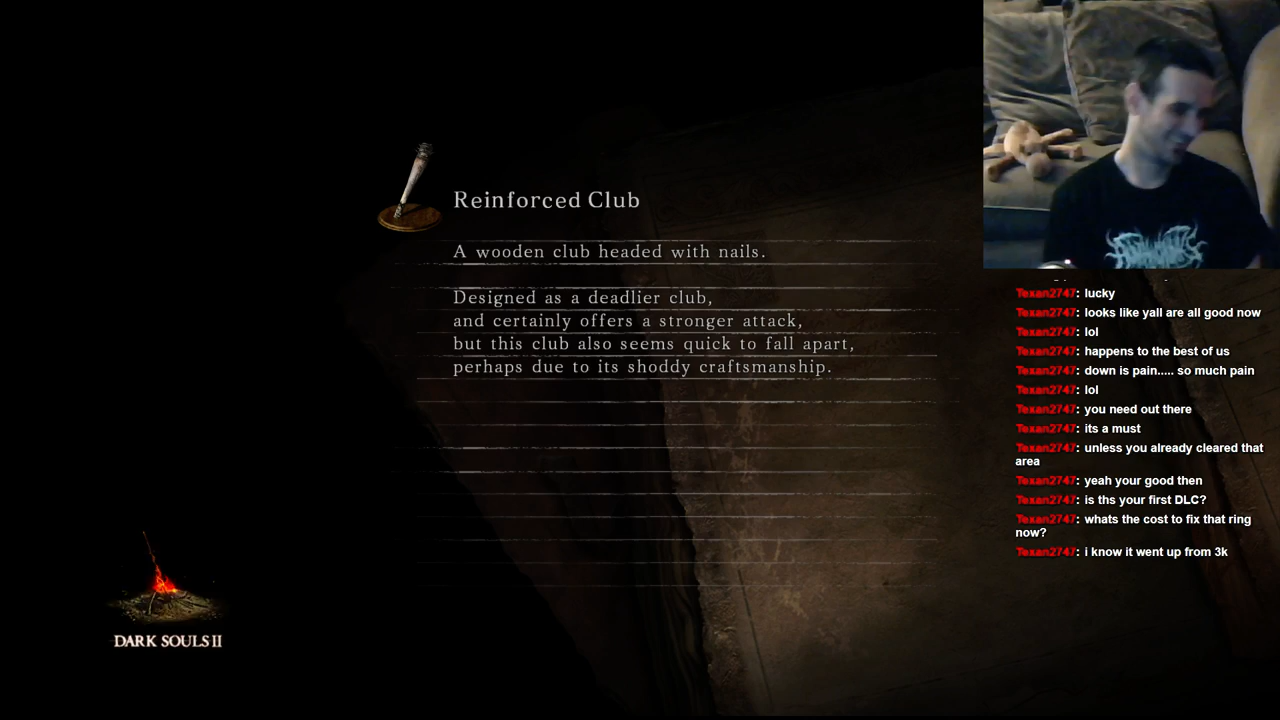 Reinforced Club
A wooden club headed with nails.
Designed as a deadlier club,
and certainly offers a stronger attack,
but this club also seems quick to fall apart,
perhaps due to its shoddy craftsmanship.
DARK SOULS II
Texan2747: lucky
Texan2747: looks like yall are all good now
Texan2747: lol
Texan2747: happens to the best of us
Texan2747: down is pain..... so much pain
Texan2747: lol
Texan2747: you need out there
Texan2747: its a must
Texan2747: unless you already cleared that
area
Texan2747: yeah your good then
Texan2747: is ths your first DLC?
Texan2747: whats the cost to fix that ring
now?
Texan2747: i know it went up from 3k